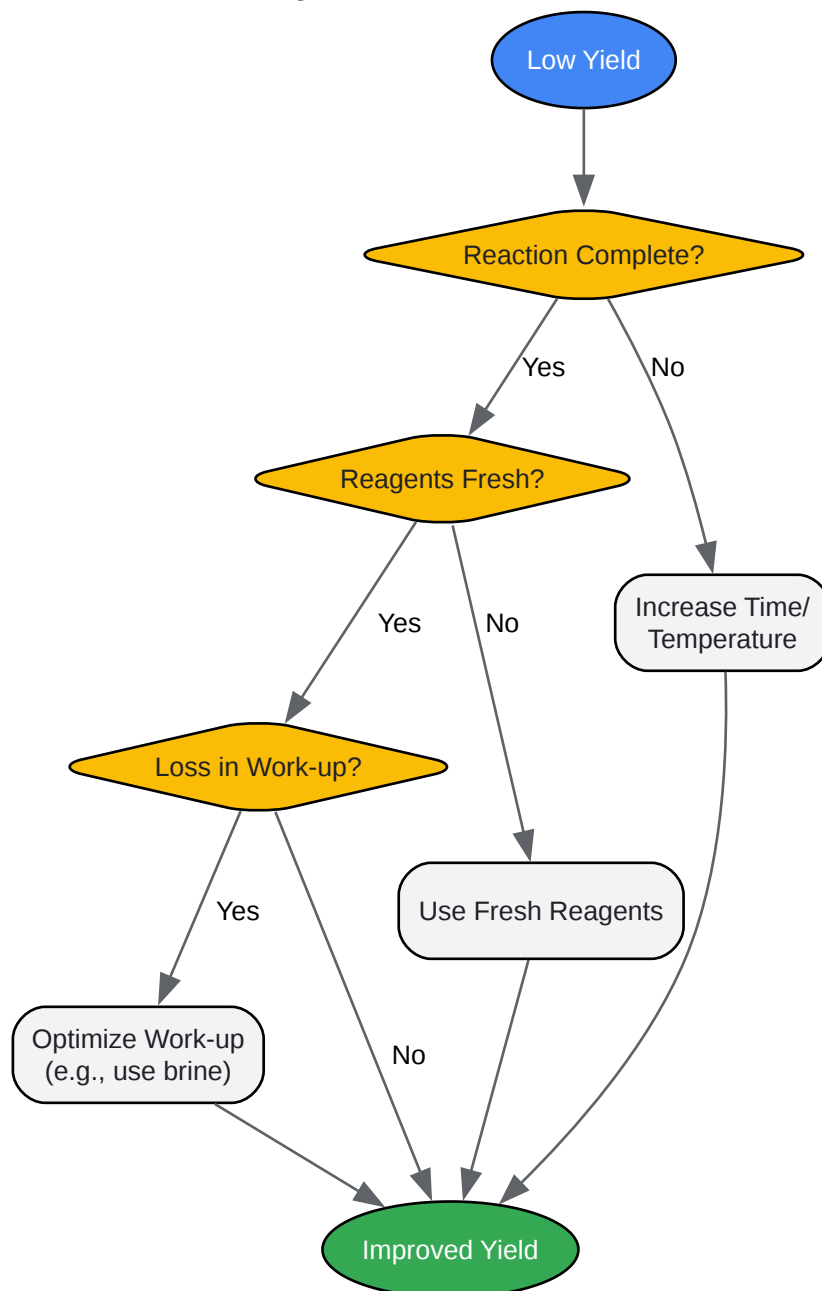 Low Yield
Reaction Complete?
Yes
No
Reagents Fresh?
Increase Time/
Temperature
Yes
No
Loss in Work-up?
Use Fresh Reagents
Yes
Optimize Work-up
(e.g., use brine)
No
Improved Yield